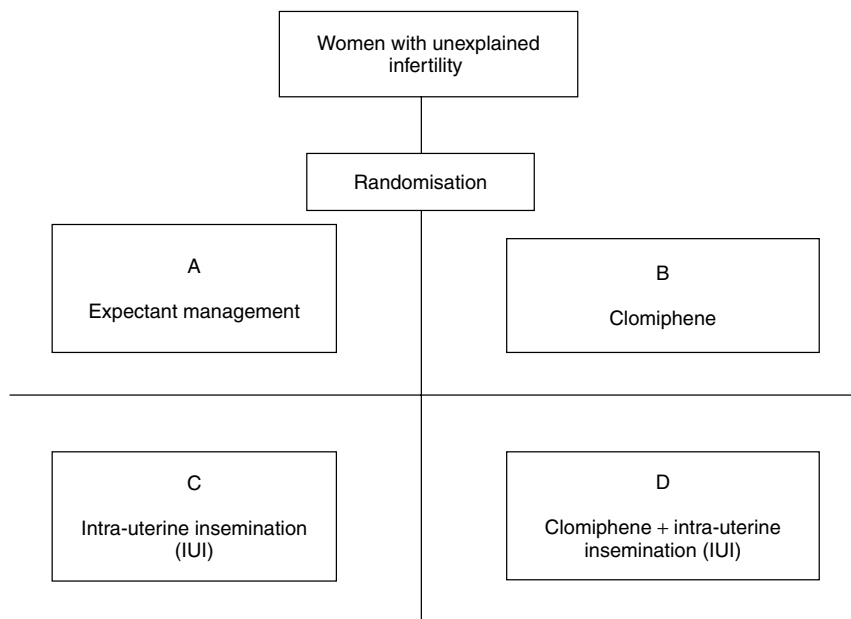 Women with unexplained
infertility
Randomisation
A
Expectant management
B
Clomiphene
C
Intra-uterine insemination
(IUI)
D
Clomiphene + intra-uterine
insemination (IUI)